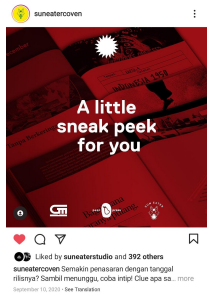 suneatercoven
A little
sneak peek
for you
Liked by suneaterstudio and 392 others
suneatercoven Semakin penasaran dengan tanggal
rilisnya? Sambil menunggu, coba intip! Clue apa sa... more
September 10, 2020 • See Translation